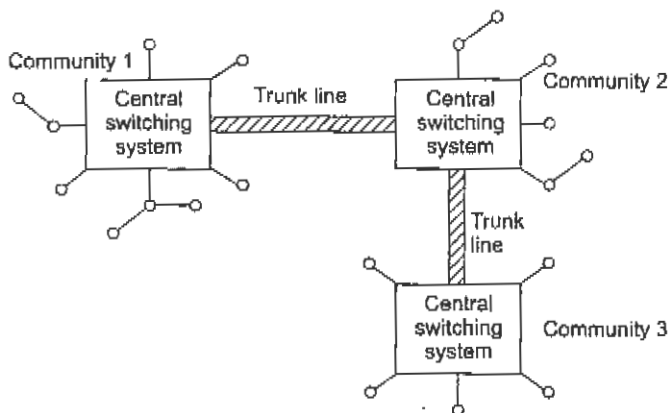 Community 1
Central
switching
system
Trunk line
Central
switching
system
Community 2
Trunk
line
Central
switching
system
Community 3